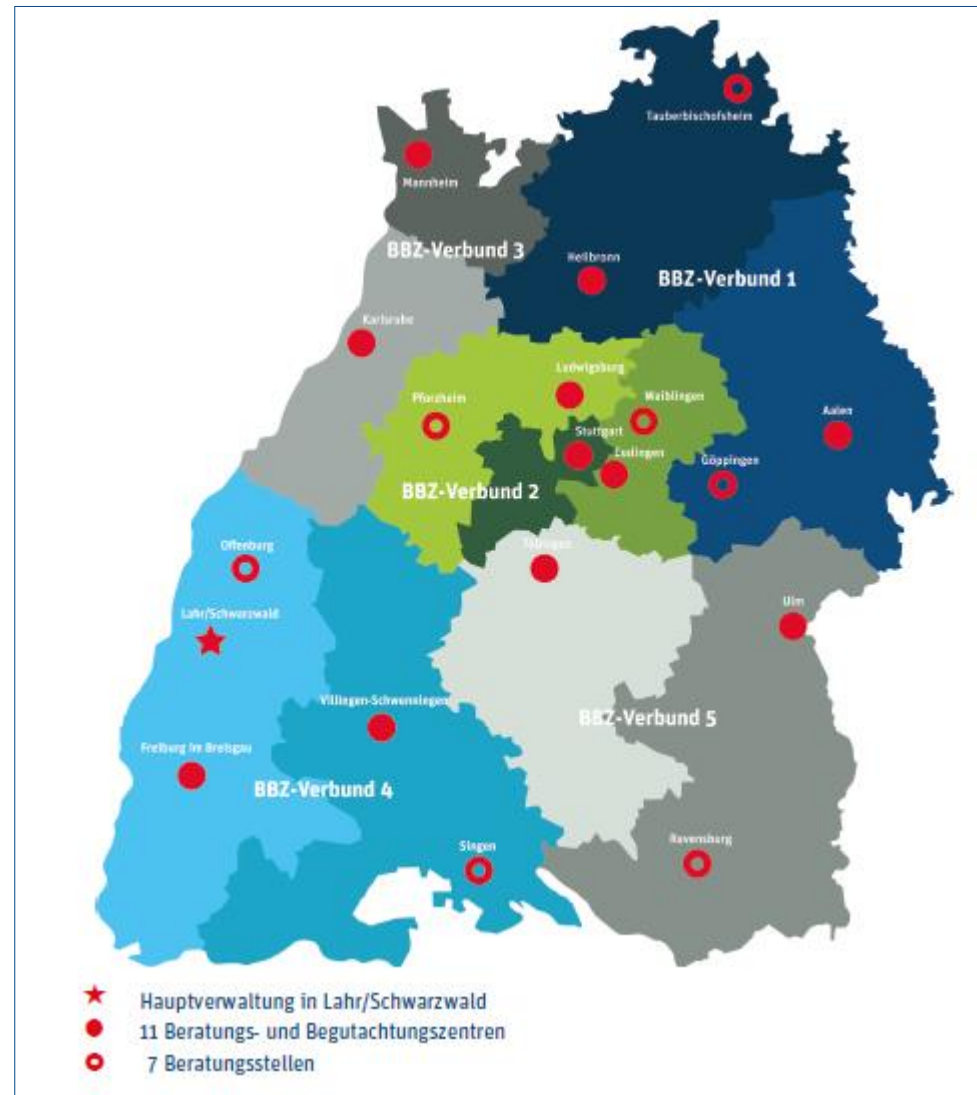 Tauberbischofsheim
Mannheim
BBZ-Verbund 3
Heilbronn
BBZ-Verbund 1
Karlsruhe
Ludwigsburg
Pforzheim
Waiblingen
Aalen
Stuttgart
Esslingen
Göppingen
BBZ-Verbund 2
Tübingen
Offenburg
Ulm
Lahr/Schwarzwald
Villingen-Schwenningen
BBZ-Verbund 5
Freiburg im Breisgau
BBZ-Verbund 4
Singen
Ravensburg
Hauptverwaltung in Lahr/Schwarzwald
11 Beratungs- und Begutachtungszentren
7 Beratungsstellen